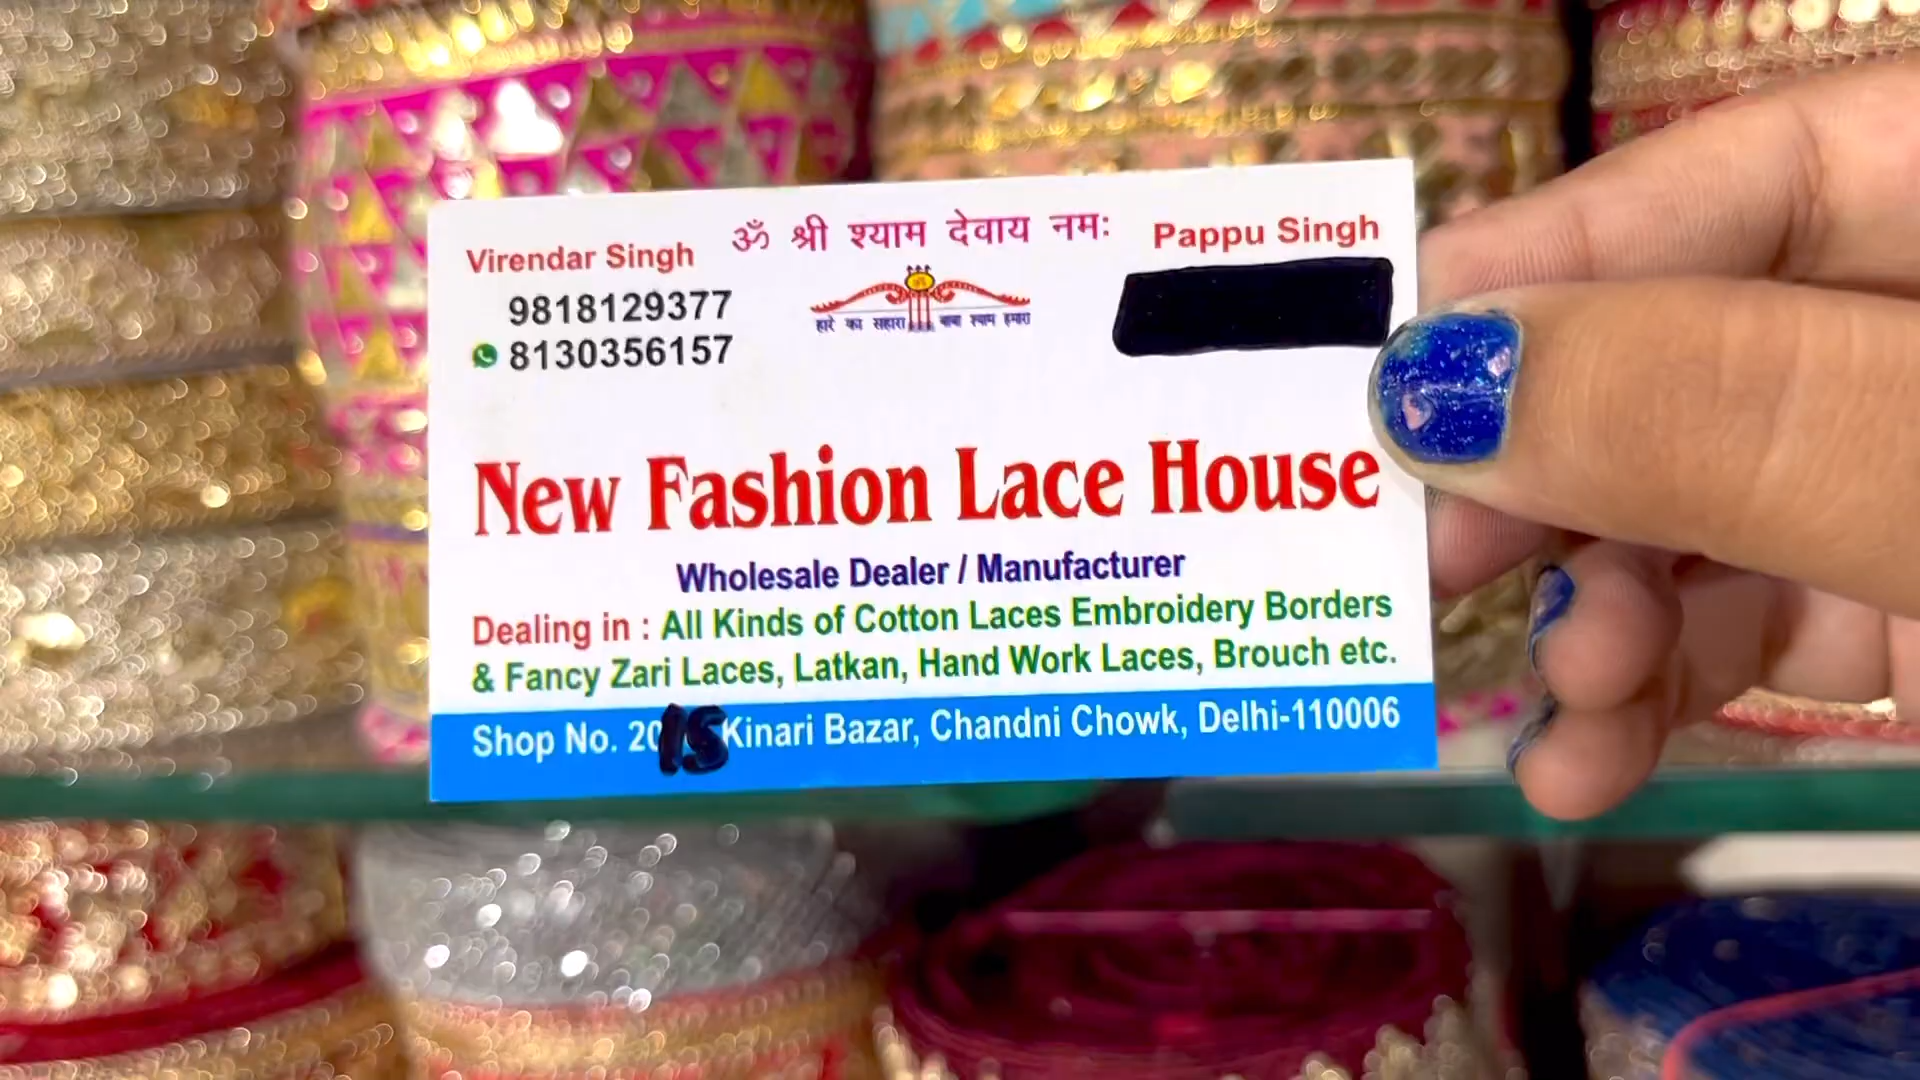 ॐ श्री श्याम देवाय नमः
Virendar Singh
9818129377
8130356157
Pappu Singh
हारे का सहारा बाबा श्याम हमारा
New Fashion Lace House
Wholesale Dealer / Manufacturer
Dealing in : All Kinds of Cotton Laces Embroidery Borders
& Fancy Zari Laces, Latkan, Hand Work Laces, Brouch etc.
Shop No. 2015 Kinari Bazar, Chandni Chowk, Delhi-110006